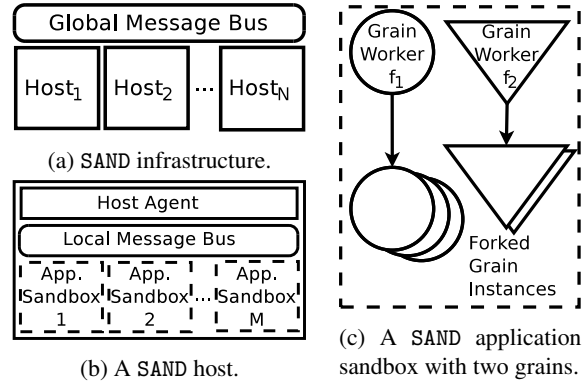 Global Message Bus
Host1 Host2 ... HostN
(a) SAND infrastructure.
Host Agent
Local Message Bus
App. Sandbox 1
App. Sandbox 2
...
App. Sandbox M
(b) A SAND host.
Grain Worker f1
Grain Worker f2
Forked
Grain
Instances
(c) A SAND application
sandbox with two grains.